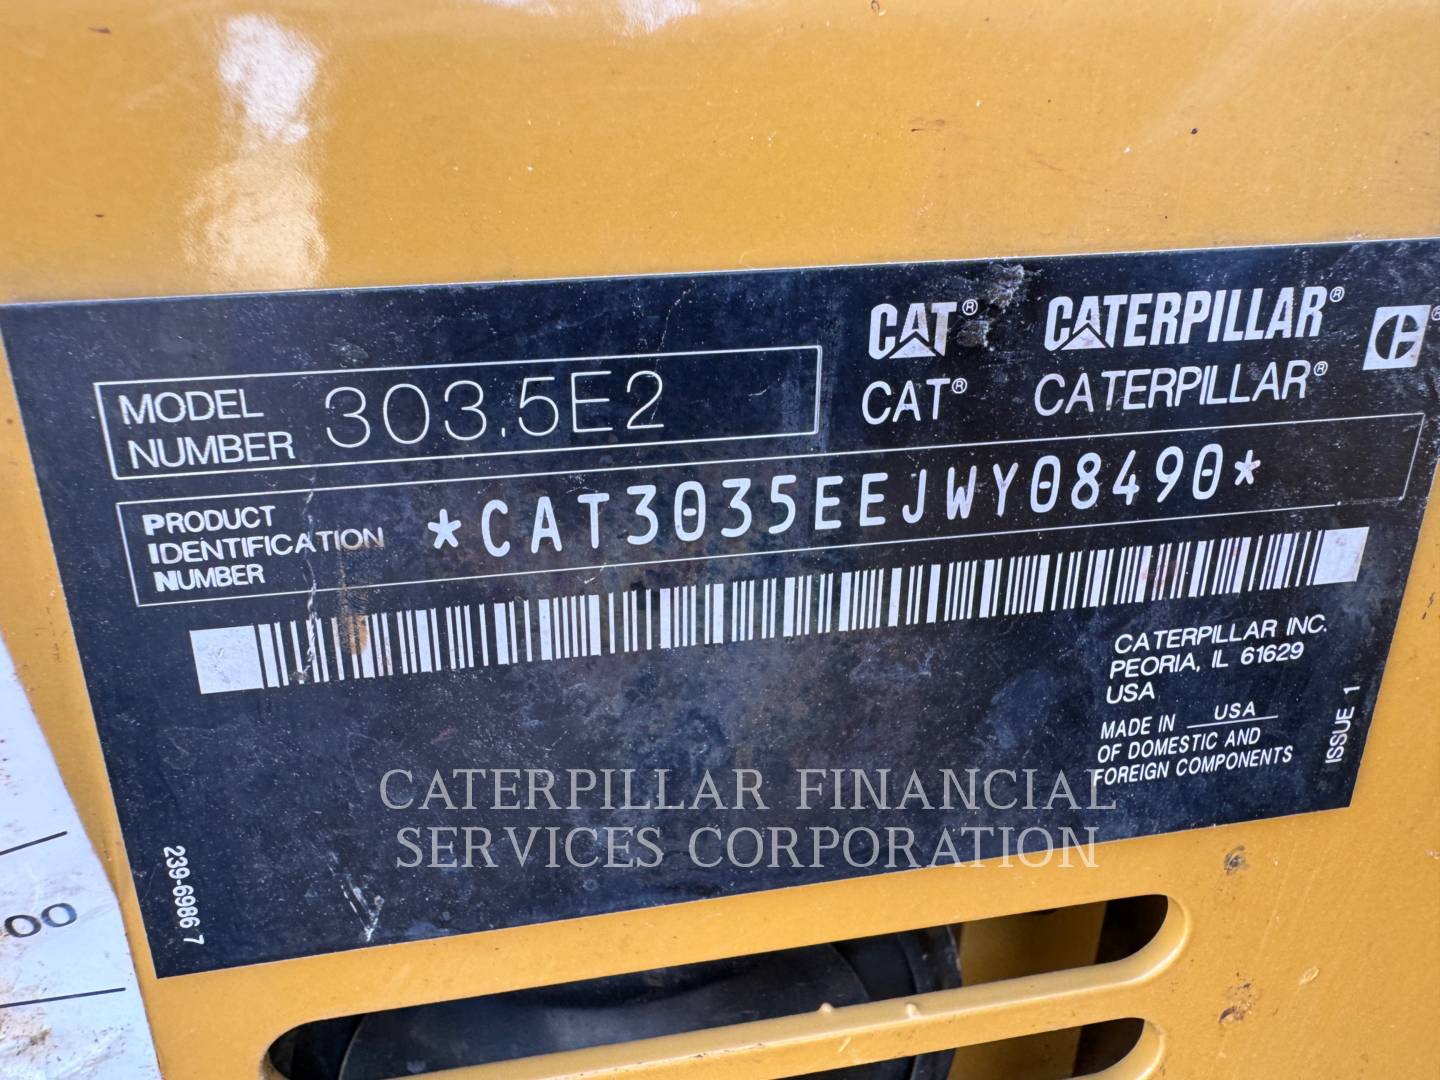 CAT® CATERPILLAR®
CAT® CATERPILLAR®
MODEL NUMBER 303.5E2
PRODUCT IDENTIFICATION NUMBER *CAT3035EEJWY08490*
CATERPILLAR INC.
PEORIA, IL 61629
USA
MADE IN USA
OF DOMESTIC AND
FOREIGN COMPONENTS
ISSUE 1
239-6986 7
CATERPILLAR FINANCIAL
SERVICES CORPORATION
00